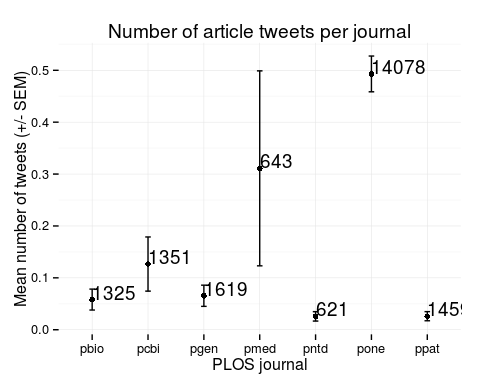 Number of article tweets per journal
Mean number of tweets (+/- SEM)
0.5
0.4
0.3
0.2
0.1
0.0
1325
1351
1619
643
621
14078
pbio
pcbi
pgen
pmed
pntd
pone
ppat
PLOS journal